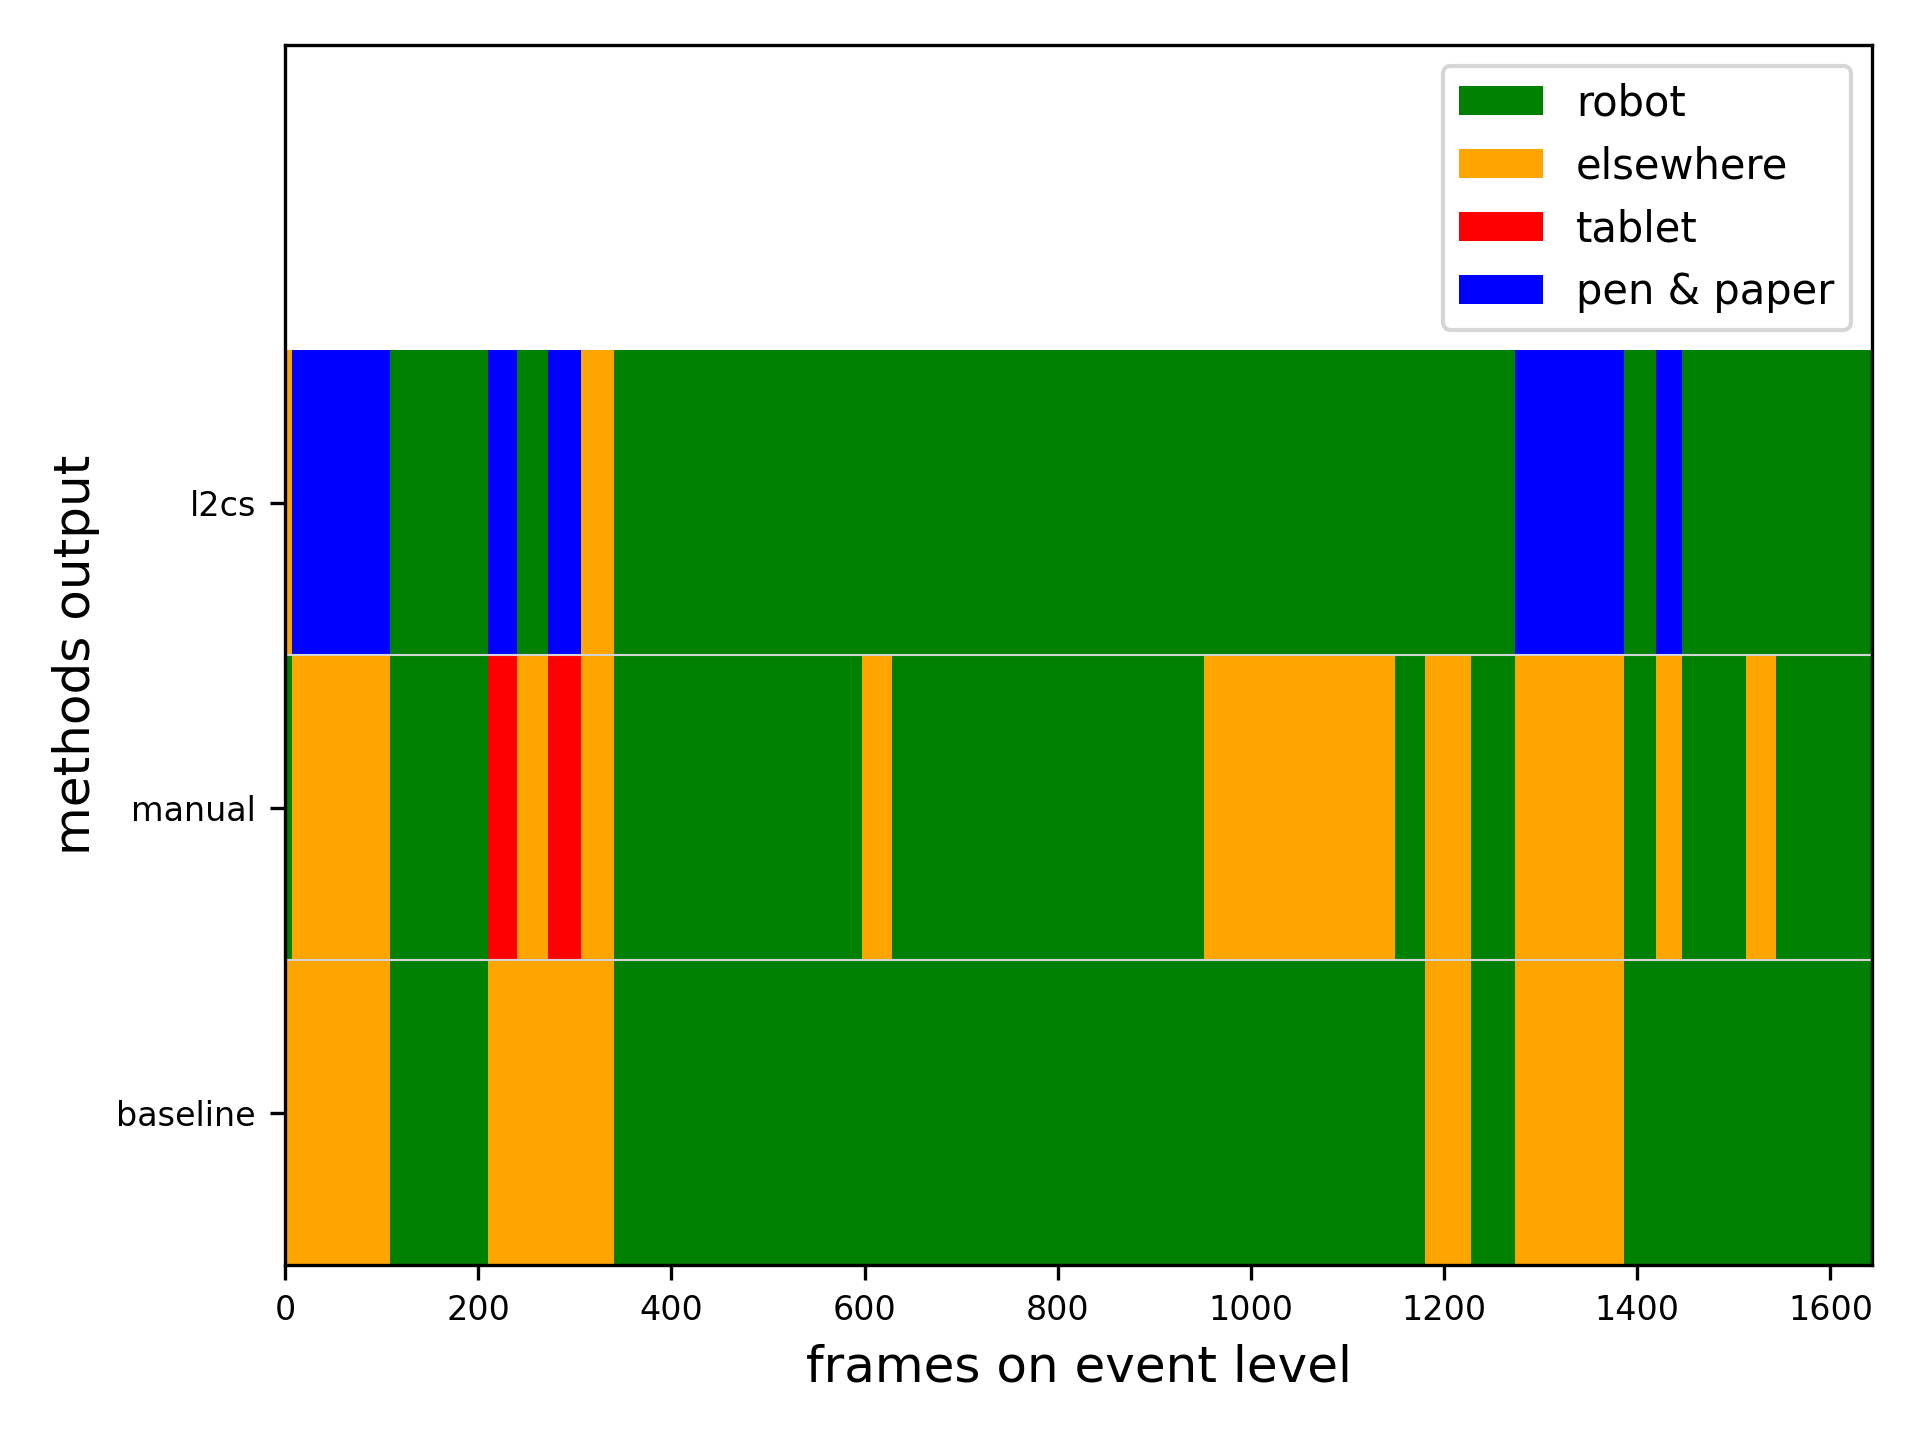 robot
elsewhere
tablet
pen & paper
methods output
l2cs
manual
baseline
0 200 400 600 800 1000 1200 1400 1600
frames on event level